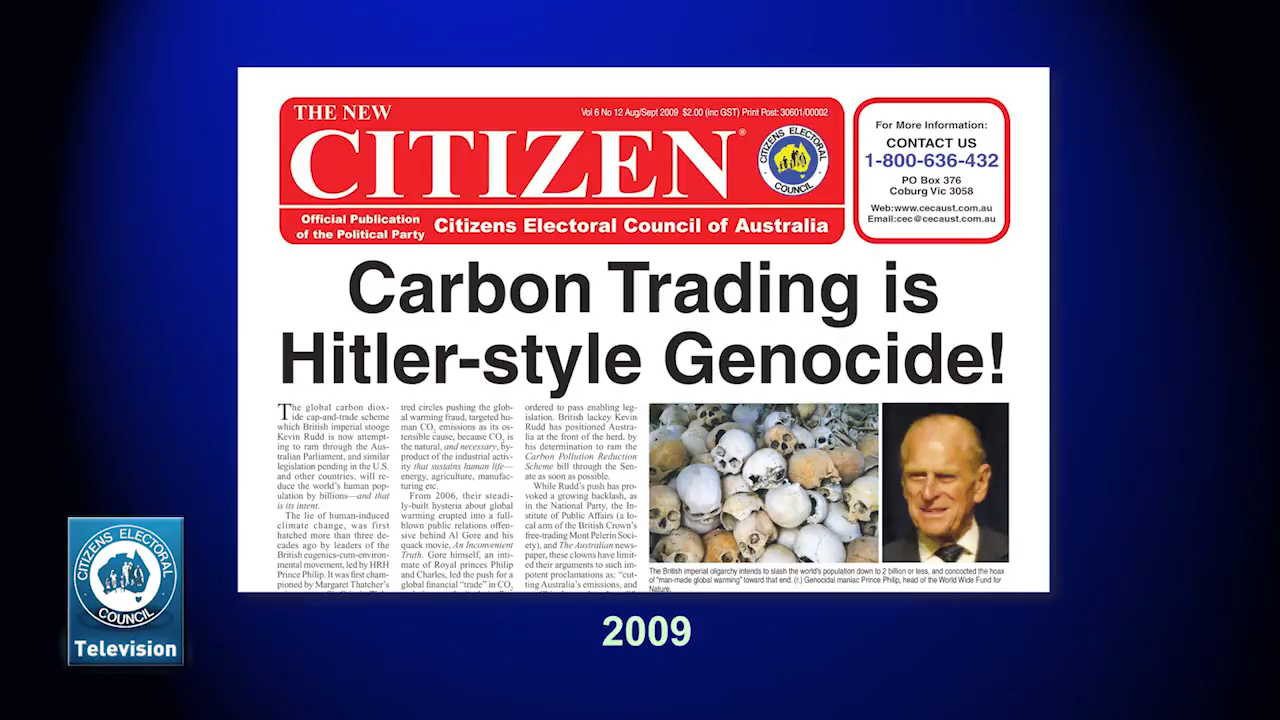 THE NEW
Vol 6 No 12 Aug/Sept 2009 $2.00 (inc GST) Print Post: 30601/00002
CITIZEN®
CITIZENS ELECTORAL COUNCIL
Official Publication
of the Political Party
Citizens Electoral Council of Australia
For More Information:
CONTACT US
1-800-636-432
PO Box 376
Coburg Vic 3058
Web:www.cecaust.com.au
Email:cec@cecaust.com.au
Carbon Trading is
Hitler-style Genocide!
The global carbon diox-
ide cap-and-trade scheme
which British imperial stooge
Kevin Rudd is now attempt-
ing to ram through the Aus-
tralian Parliament, and similar
legislation pending in the U.S.
and other countries, will re-
duce the world's human pop-
ulation by billions—and that
is its intent.
The lie of human-induced
climate change, was first
hatched more than three de-
cades ago by leaders of the
British eugenics-cum-environ-
mental movement, led by HRH
Prince Philip. It was first cham-
pioned by Margaret Thatcher's
tred circles pushing the glob-
al warming fraud, targeted hu-
man CO₂ emissions as its os-
tensible cause, because CO₂ is
the natural, and necessary, by-
product of the industrial activi-
ty that sustains human life—
energy, agriculture, manufac-
turing etc.
From 2006, their steadi-
ly-built hysteria about global
warming erupted into a full-
blown public relations offen-
sive behind Al Gore and his
quack movie, An Inconvenient
Truth. Gore himself, an inti-
mate of Royal princes Philip
and Charles, led the push for a
global financial "trade" in CO₂
ordered to pass enabling leg-
islation. British lackey Kevin
Rudd has positioned Austra-
lia at the front of the herd, by
his determination to ram the
Carbon Pollution Reduction
Scheme bill through the Sen-
ate as soon as possible.
While Rudd's push has pro-
voked a growing backlash, as
in the National Party, the In-
stitute of Public Affairs (a lo-
cal arm of the British Crown's
free-trading Mont Pelerin Soci-
ety), and The Australian news-
paper, these clowns have limit-
ed their arguments to such im-
potent proclamations as: "cut-
ting Australia's emissions, and
The British imperial oligarchy intends to slash the world's population down to 2 billion or less, and concocted the hoax
of "man-made global warming" toward that end. (r.) Genocidal maniac Prince Philip, head of the World Wide Fund for
Nature.
CITIZENS ELECTORAL COUNCIL
Television
2009